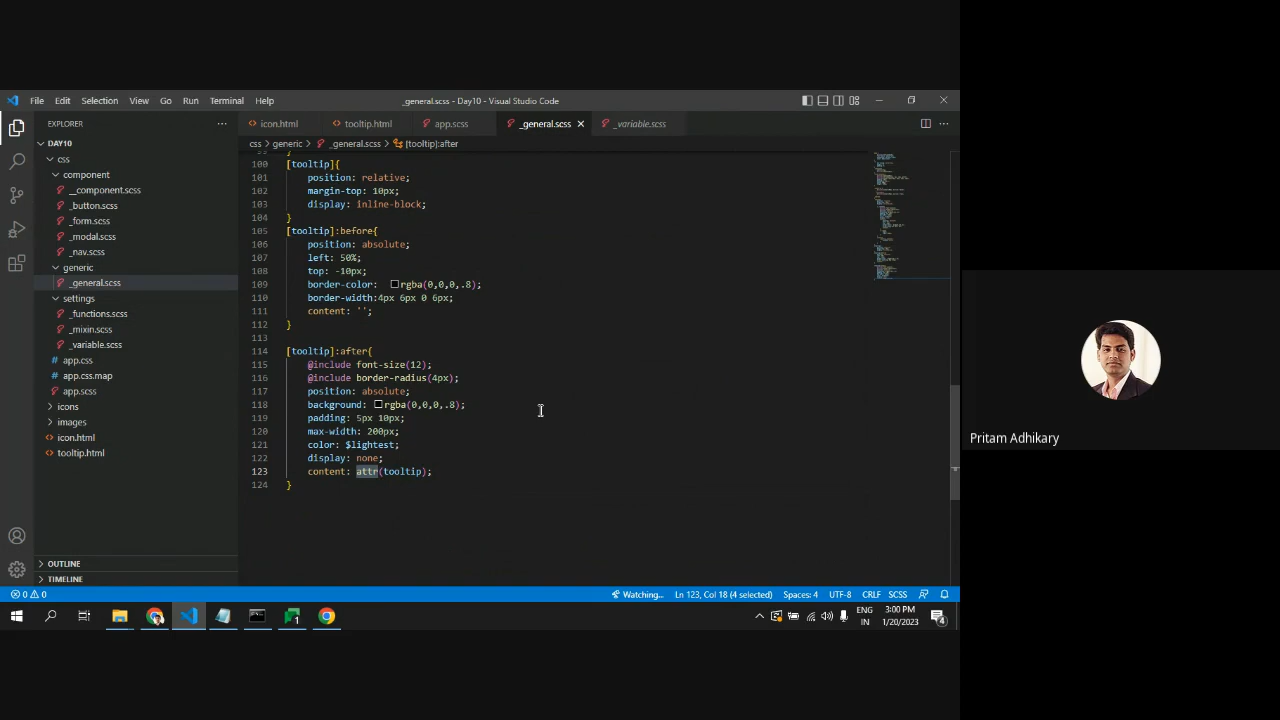 File Edit Selection View Go Run Terminal Help
_general.scss - Day10 - Visual Studio Code
EXPLORER
icon.html tooltip.html app.scss _general.scss _variable.scss
css > generic > _general.scss > [tooltip]:after
DAY10
css
component
__component.scss
_button.scss
_form.scss
_modal.scss
_nav.scss
generic
_general.scss
settings
_functions.scss
_mixin.scss
_variable.scss
app.css
app.css.map
app.scss
icons
images
icon.html
tooltip.html
OUTLINE
TIMELINE
100 [tooltip]{
101 position: relative;
102 margin-top: 10px;
103 display: inline-block;
104 }
105 [tooltip]:before{
106 position: absolute;
107 left: 50%;
108 top: -10px;
109 border-color: rgba(0,0,0,.8);
110 border-width:4px 6px 0 6px;
111 content: '';
112 }
113
114 [tooltip]:after{
115 @include font-size(12);
116 @include border-radius(4px);
117 position: absolute;
118 background: rgba(0,0,0,.8);
119 padding: 5px 10px;
120 max-width: 200px;
121 color: $lightest;
122 display: none;
123 content: attr(tooltip);
124 }
0 0 Watching... Ln 123, Col 18 (4 selected) Spaces: 4 UTF-8 CRLF SCSS
1
ENG
IN
3:00 PM
1/20/2023
4
Pritam Adhikary